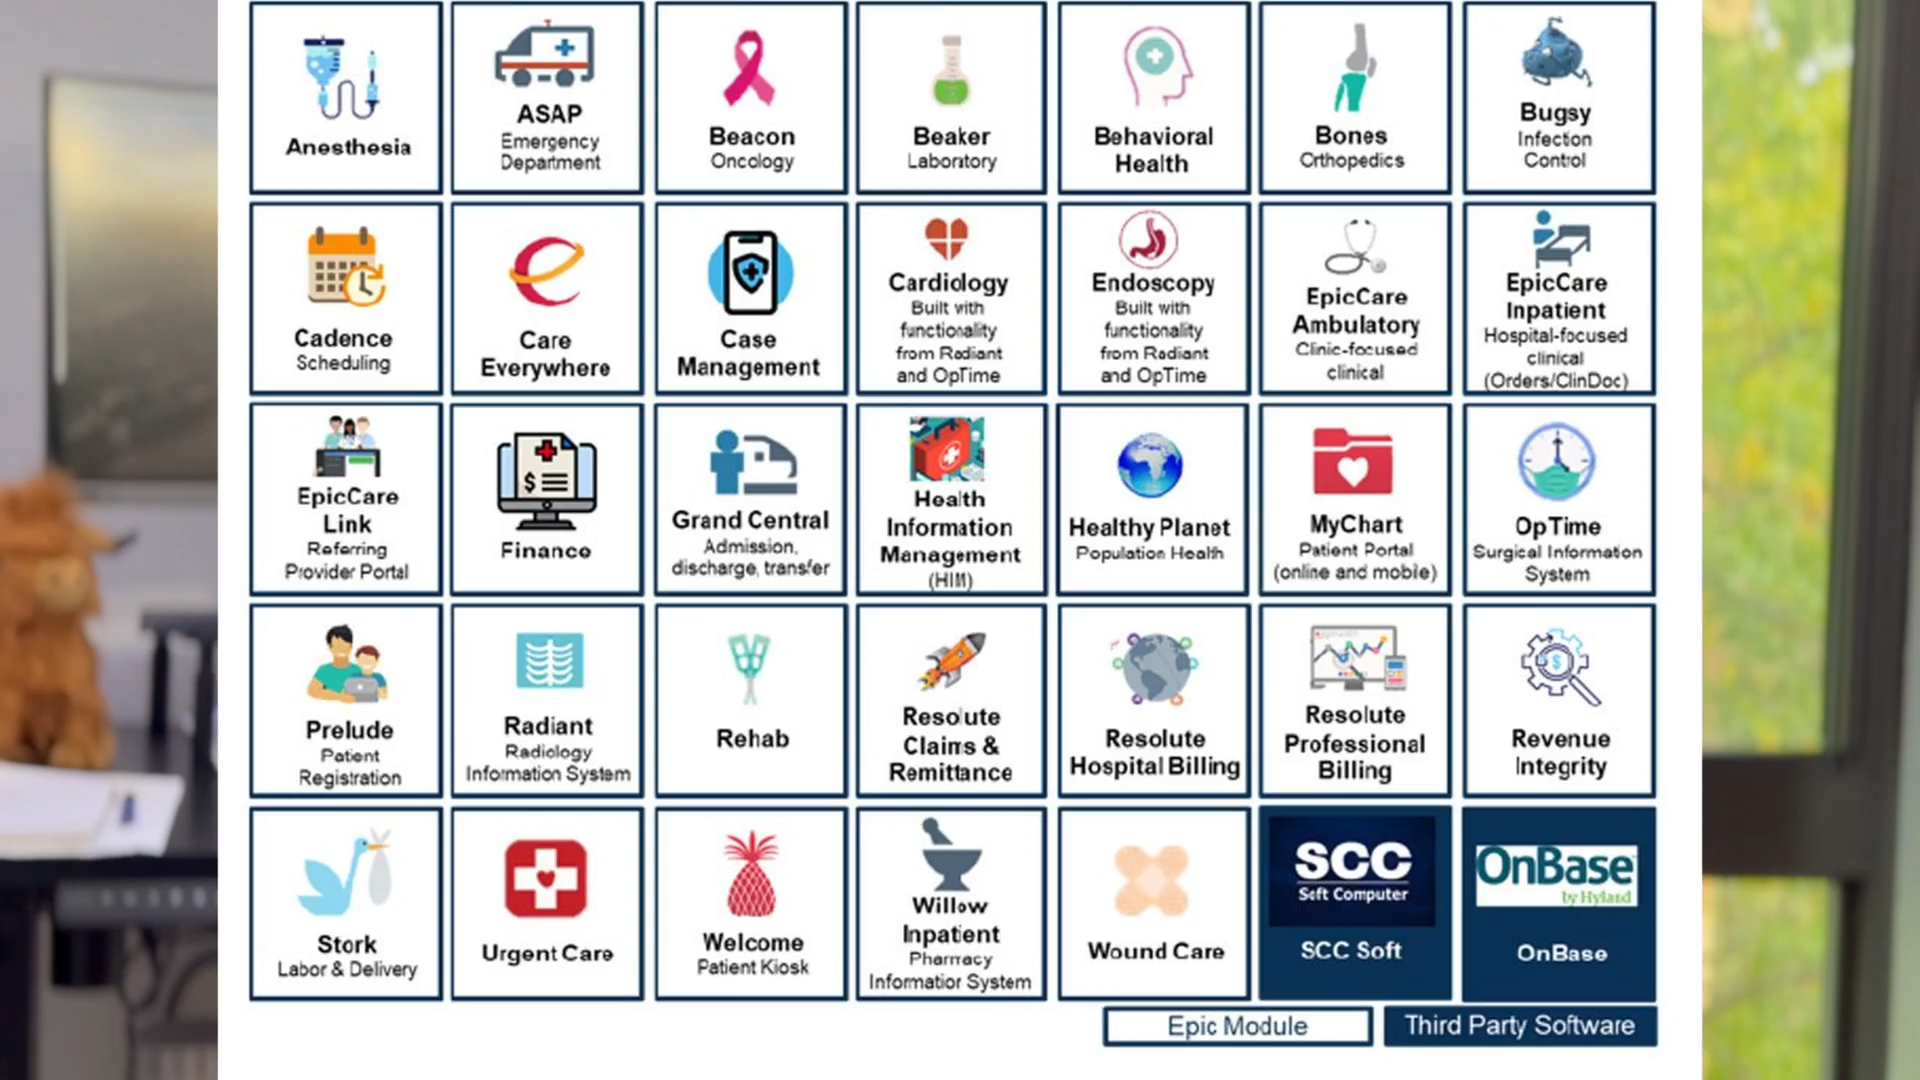 Anesthesia
ASAP
Emergency
Department
Beacon
Oncology
Beaker
Laboratory
Behavioral
Health
Bones
Orthopedics
Bugsy
Infection
Control
Cadence
Scheduling
Care
Everywhere
Case
Management
Cardiology
Built with
functionality
from Radiant
and OpTime
Endoscopy
Built with
functionality
from Radiant
and OpTime
EpicCare
Ambulatory
Clinic-focused
clinical
EpicCare
Inpatient
Hospital-focused
clinical
(Orders/ClinDoc)
EpicCare
Link
Referring
Provider Portal
$
Finance
Grand Central
Admission,
discharge, transfer
Health
Information
Management
(HIM)
Healthy Planet
Population Health
MyChart
Patient Portal
(online and mobile)
OpTime
Surgical Information
System
Prelude
Patient
Registration
Radiant
Radiology
Information System
Rehab
Resolute
Claims &
Remittance
Resolute
Hospital Billing
Resolute
Professional
Billing
$
Revenue
Integrity
Stork
Labor & Delivery
Urgent Care
Welcome
Patient Kiosk
Willow
Inpatient
Pharmacy
Information System
Wound Care
SCC
Soft Computer
SCC Soft
OnBase
by Hyland
OnBase
Epic Module
Third Party Software